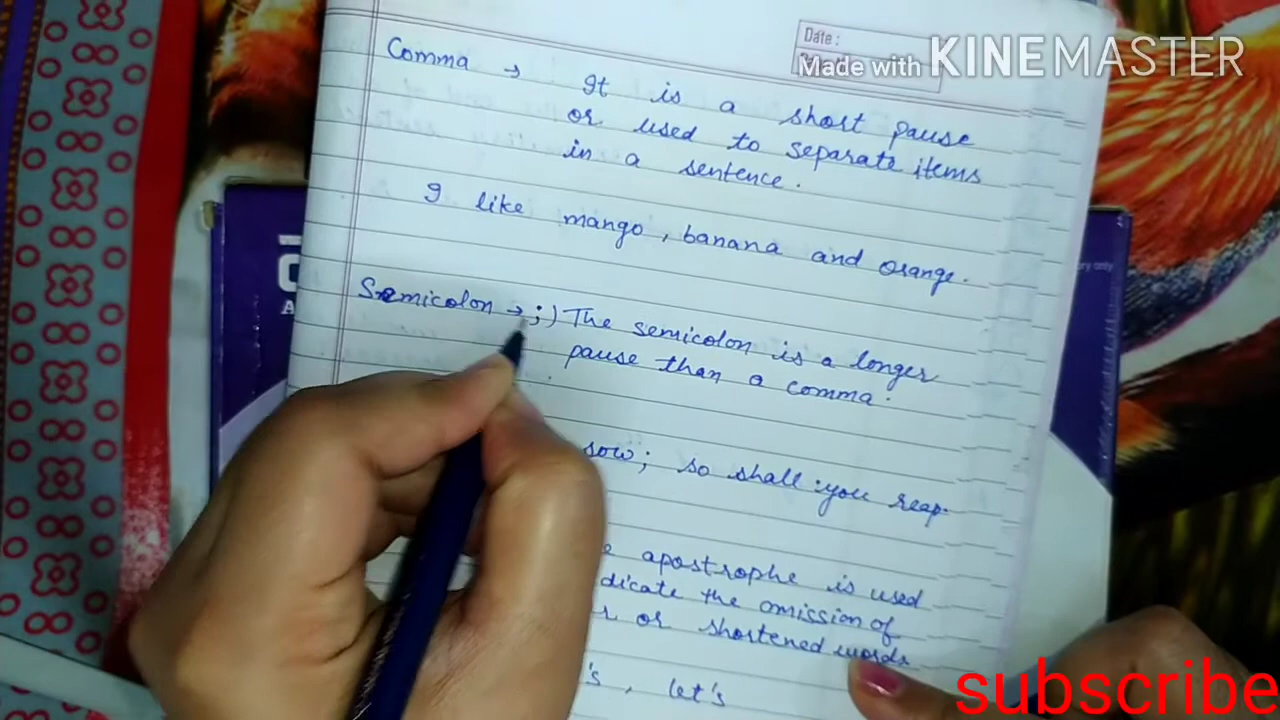 Date :
Made with KINEMASTER
Comma → It is a short pause
or used to separate items
in a sentence.
I like mango, banana and orange.
Semicolon → ;) The semicolon is a longer
pause than a comma.
sow; so shall you reap.
apostrophe is used
dicate the omission of
or shortened words
's, let's
subscribe